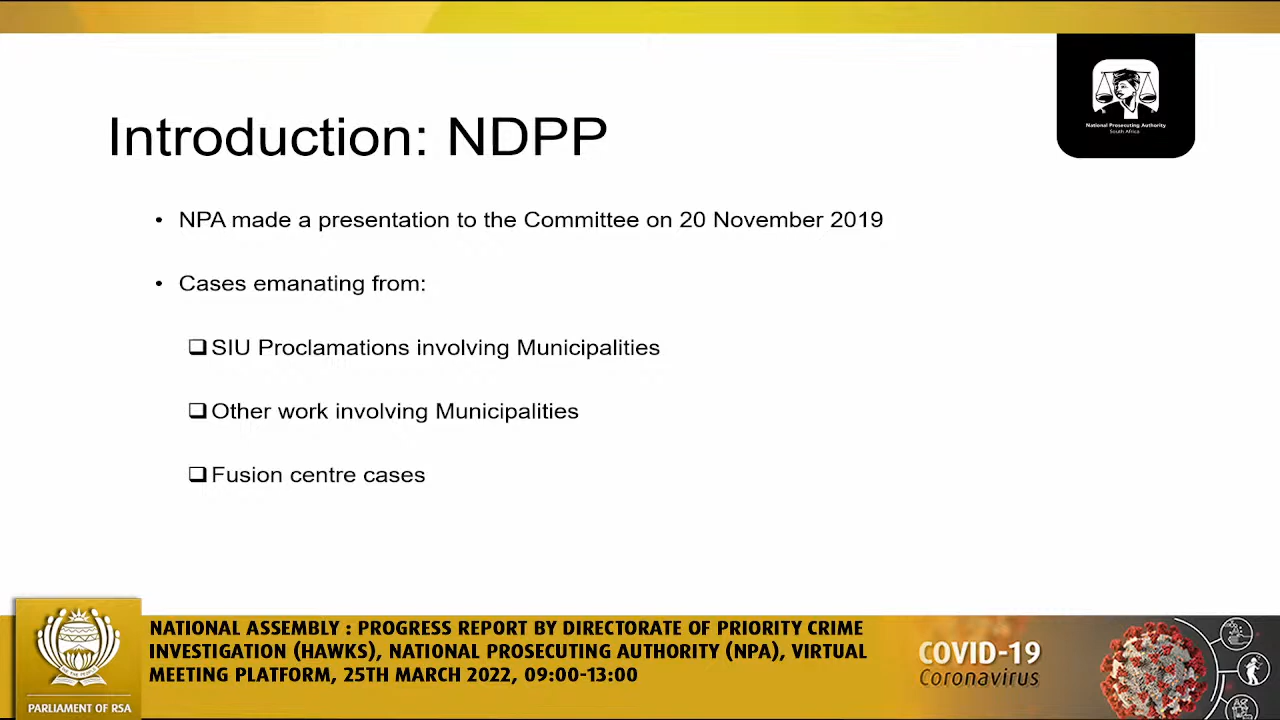 National Prosecuting Authority
South Africa
Introduction: NDPP
• NPA made a presentation to the Committee on 20 November 2019
• Cases emanating from:
❑ SIU Proclamations involving Municipalities
❑ Other work involving Municipalities
❑ Fusion centre cases
NATIONAL ASSEMBLY : PROGRESS REPORT BY DIRECTORATE OF PRIORITY CRIME
INVESTIGATION (HAWKS), NATIONAL PROSECUTING AUTHORITY (NPA), VIRTUAL
MEETING PLATFORM, 25TH MARCH 2022, 09:00-13:00
PARLIAMENT OF RSA
COVID-19
Coronavirus